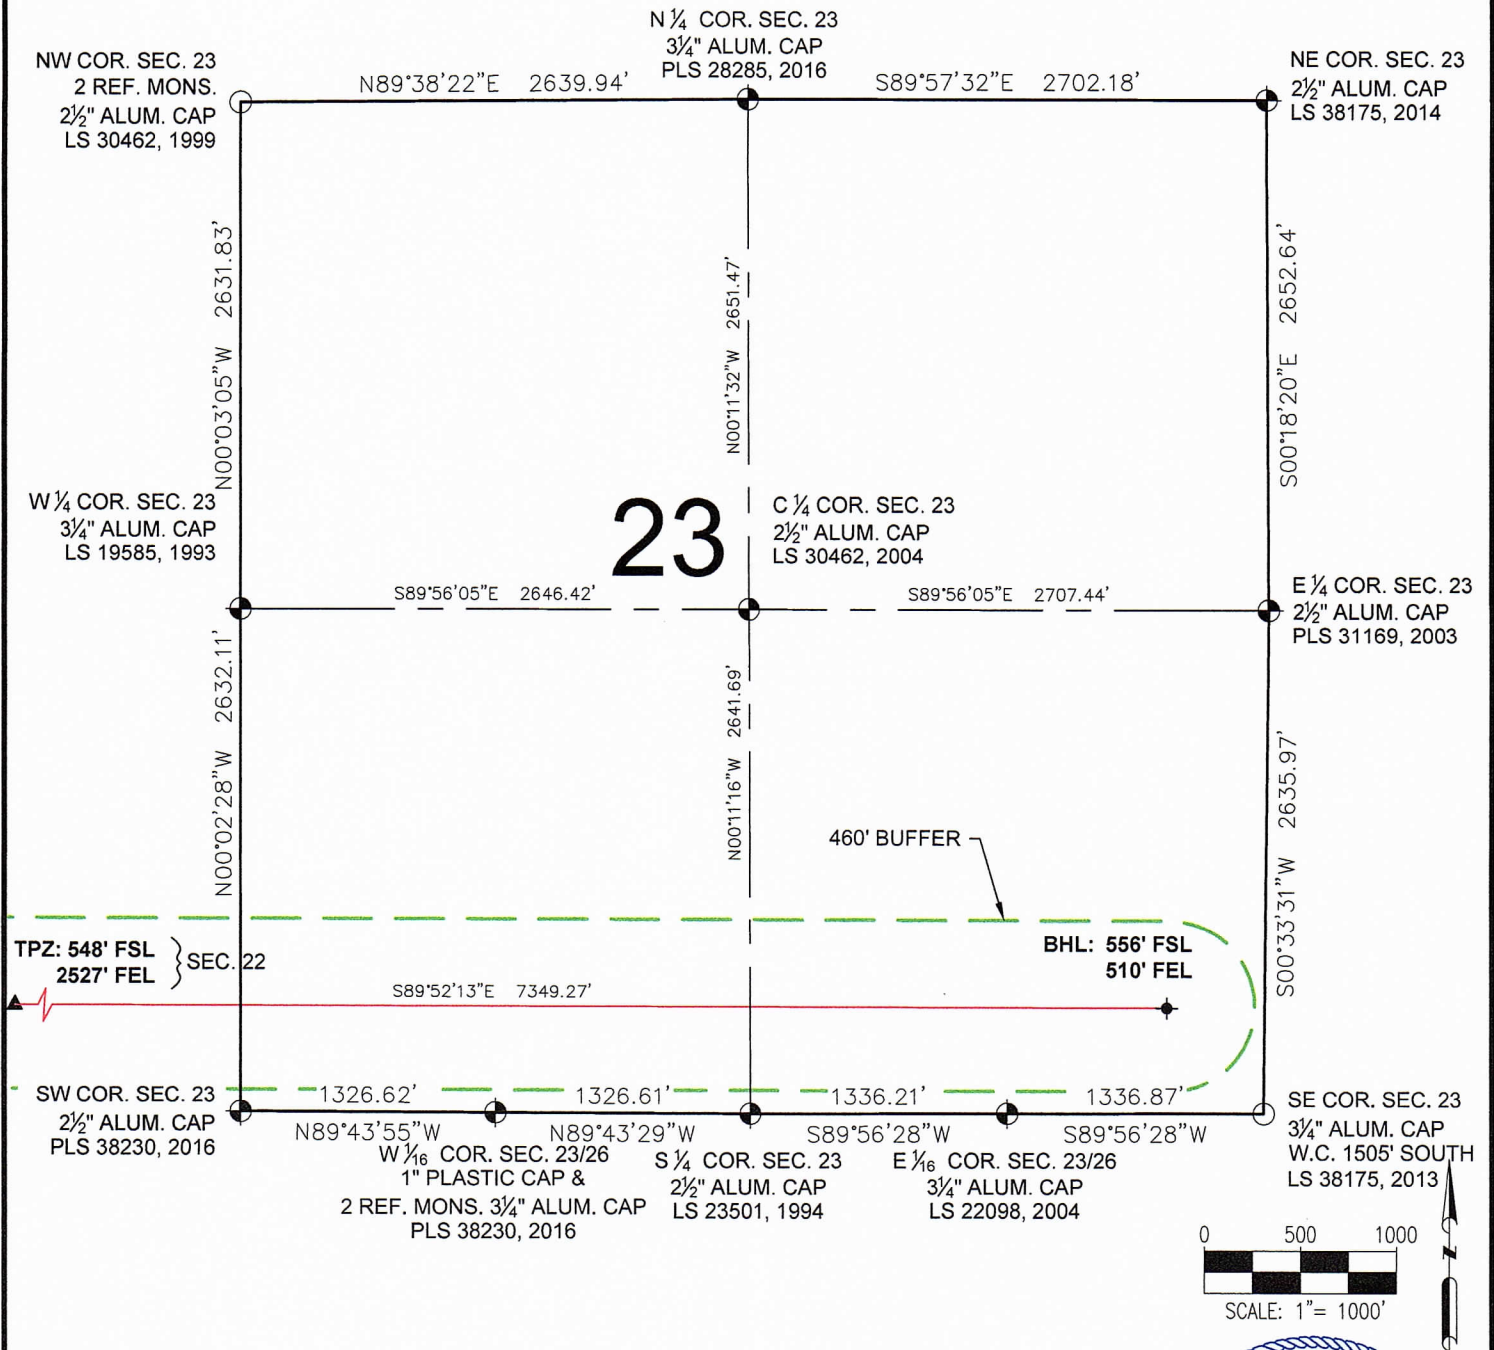 N ¼ COR. SEC. 23
3¼" ALUM. CAP
PLS 28285, 2016
NW COR. SEC. 23
2 REF. MONS.
2½" ALUM. CAP
LS 30462, 1999
N89°38'22"E 2639.94'
S89°57'32"E 2702.18'
NE COR. SEC. 23
2½" ALUM. CAP
LS 38175, 2014
N00°03'05"W 2631.83'
N00°11'32"W 2651.47'
S00°18'20"E 2652.64'
W ¼ COR. SEC. 23
3¼" ALUM. CAP
LS 19585, 1993
23
C ¼ COR. SEC. 23
2½" ALUM. CAP
LS 30462, 2004
S89°56'05"E 2646.42'
S89°56'05"E 2707.44'
E ¼ COR. SEC. 23
2½" ALUM. CAP
PLS 31169, 2003
N00°02'28"W 2632.11'
N00°11'16"W 2641.69'
S00°33'31"W 2635.97'
460' BUFFER
TPZ: 548' FSL
2527' FEL
SEC. 22
BHL: 556' FSL
510' FEL
S89°52'13"E 7349.27'
SW COR. SEC. 23
2½" ALUM. CAP
PLS 38230, 2016
1326.62'
1326.61'
1336.21'
1336.87'
N89°43'55"W
N89°43'29"W
S89°56'28"W
S89°56'28"W
SE COR. SEC. 23
3¼" ALUM. CAP
W.C. 1505' SOUTH
LS 38175, 2013
W 1⁄16 COR. SEC. 23/26
1" PLASTIC CAP &
2 REF. MONS. 3¼" ALUM. CAP
PLS 38230, 2016
S ¼ COR. SEC. 23
2½" ALUM. CAP
LS 23501, 1994
E 1⁄16 COR. SEC. 23/26
3¼" ALUM. CAP
LS 22098, 2004
0 500 1000
SCALE: 1"= 1000'
N